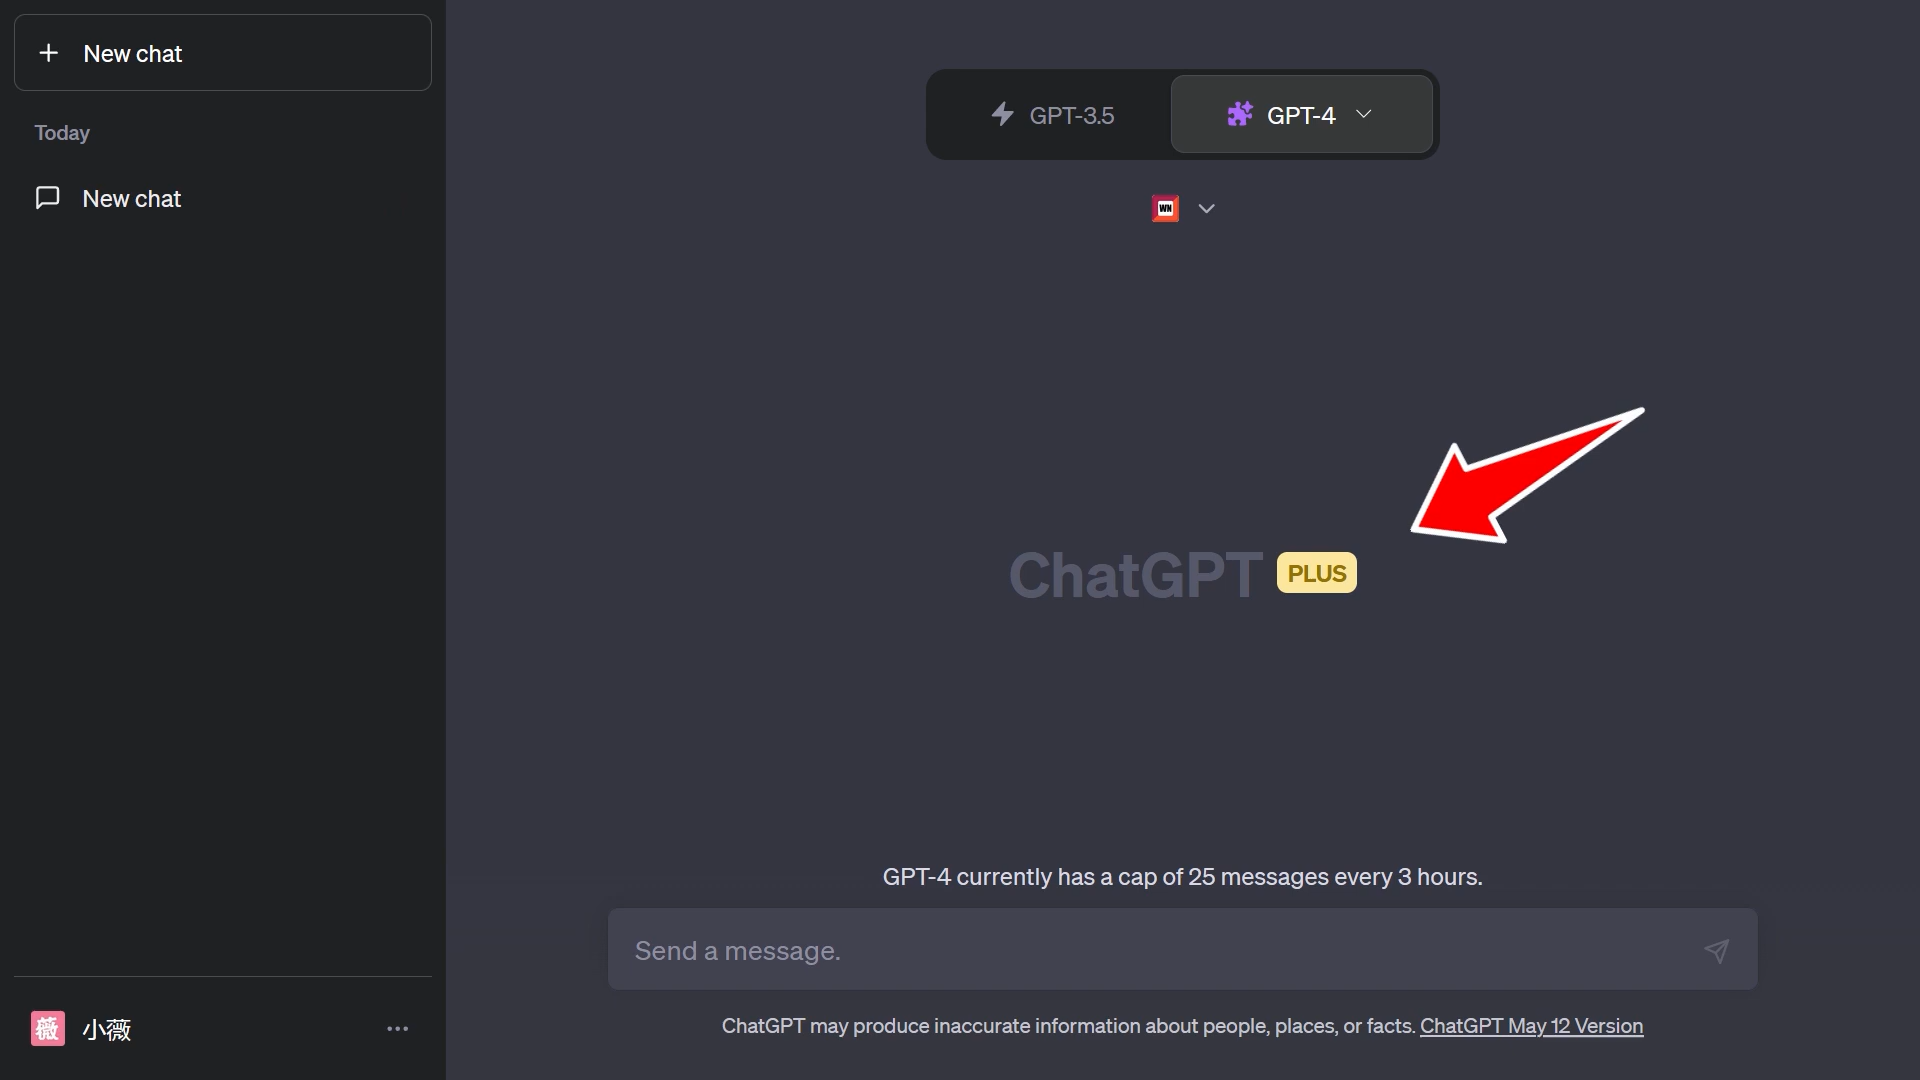 New chat
Today
New chat
GPT-3.5
GPT-4
WN
ChatGPT PLUS
GPT-4 currently has a cap of 25 messages every 3 hours.
Send a message.
ChatGPT may produce inaccurate information about people, places, or facts. ChatGPT May 12 Version
薇 小薇